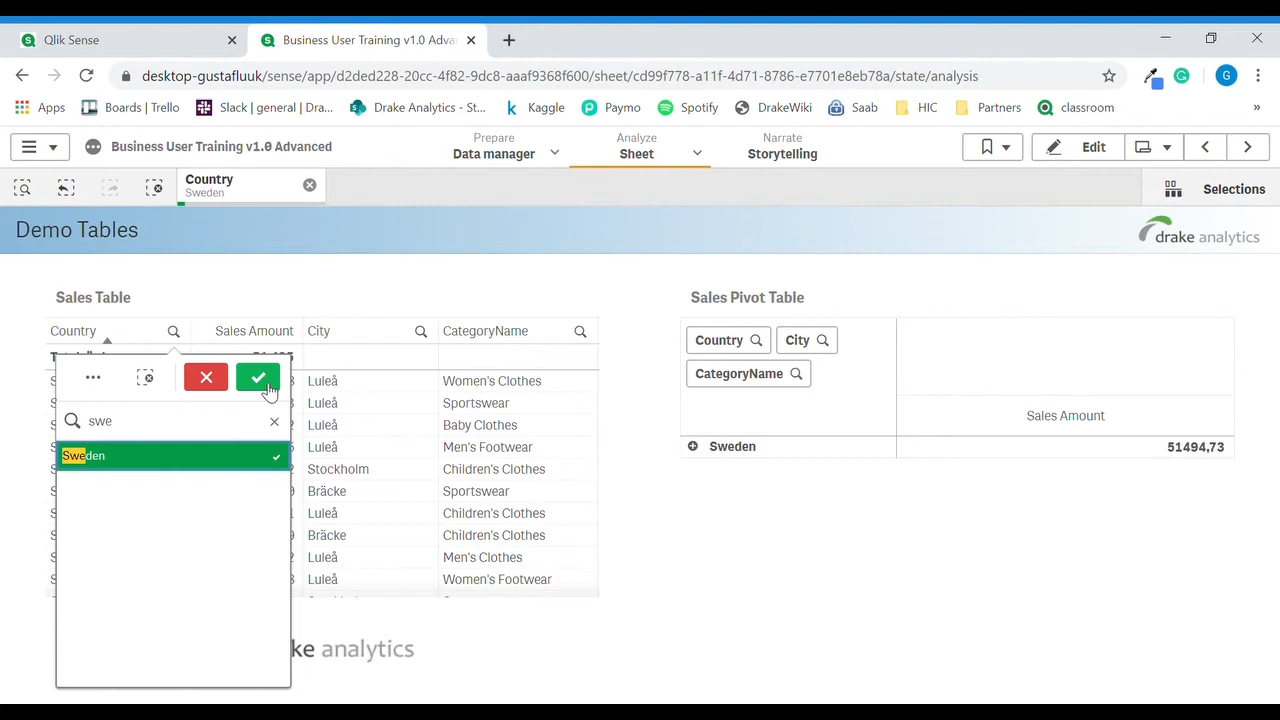 Qlik Sense
Business User Training v1.0 Adva
desktop-gustafluuk/sense/app/d2ded228-20cc-4f82-9dc8-aaaf9368f600/sheet/cd99f778-a11f-4d71-8786-e7701e8eb78a/state/analysis
G
Apps
Boards | Trello
Slack | general | Dra...
Drake Analytics - St...
Kaggle
Paymo
Spotify
DrakeWiki
Saab
HIC
Partners
classroom
»
Business User Training v1.0 Advanced
Prepare
Data manager
Analyze
Sheet
Narrate
Storytelling
Edit
Country
Sweden
Selections
Demo Tables
drake analytics
Sales Table
Country
Sales Amount
City
CategoryName
Luleå
Women's Clothes
Luleå
Sportswear
Luleå
Baby Clothes
Luleå
Men's Footwear
Stockholm
Children's Clothes
Bräcke
Sportswear
Luleå
Children's Clothes
Bräcke
Children's Clothes
Luleå
Men's Clothes
Luleå
Women's Footwear
swe
Sweden
Sales Pivot Table
Country
City
CategoryName
Sales Amount
Sweden
51494,73
ke analytics